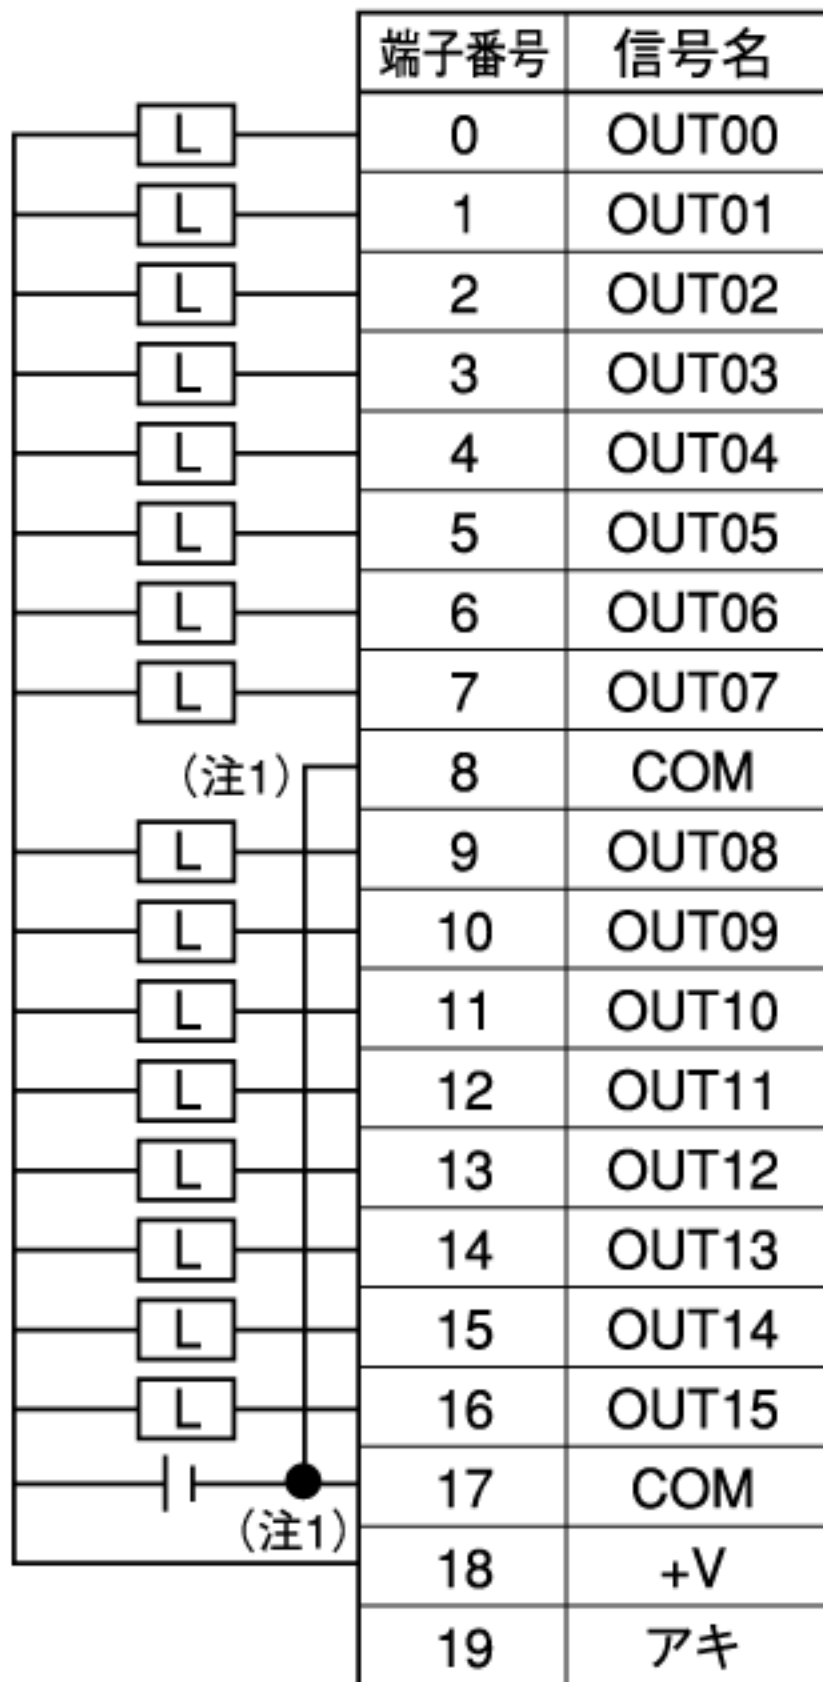 端子番号 信号名
L 0 OUT00
L 1 OUT01
L 2 OUT02
L 3 OUT03
L 4 OUT04
L 5 OUT05
L 6 OUT06
L 7 OUT07
(注1) 8 COM
L 9 OUT08
L 10 OUT09
L 11 OUT10
L 12 OUT11
L 13 OUT12
L 14 OUT13
L 15 OUT14
L 16 OUT15
17 COM
(注1)
18 +V
19 アキ